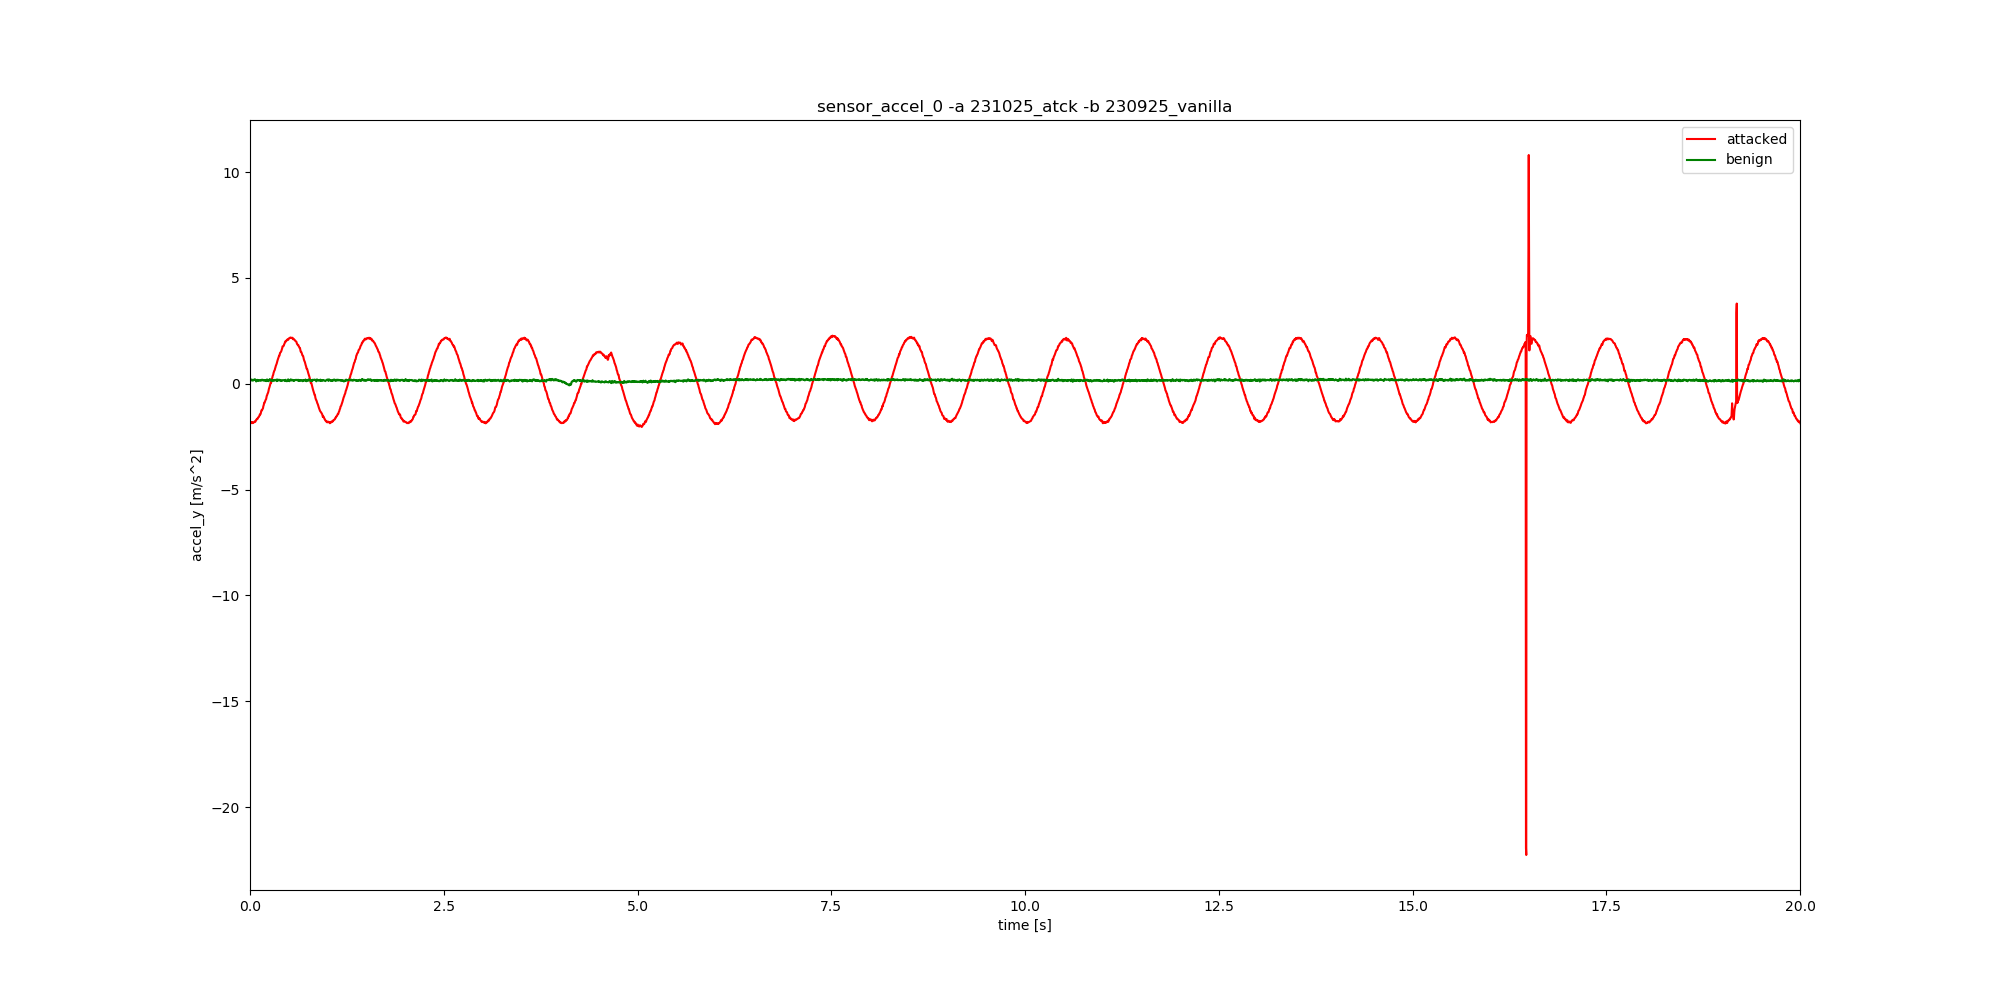 sensor_accel_0 -a 231025_atck -b 230925_vanilla
attacked
benign
10
5
0
−5
−10
−15
−20
accel_y [m/s^2]
0.0 2.5 5.0 7.5 10.0 12.5 15.0 17.5 20.0
time [s]